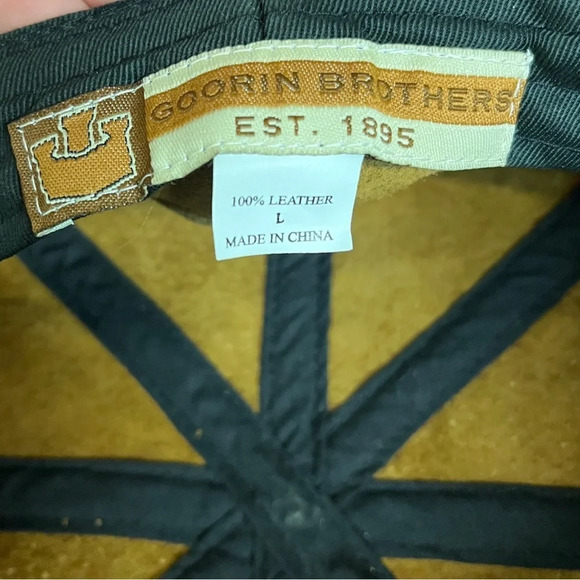 GOORIN BROTHERS
EST. 1895
100% LEATHER
L
MADE IN CHINA